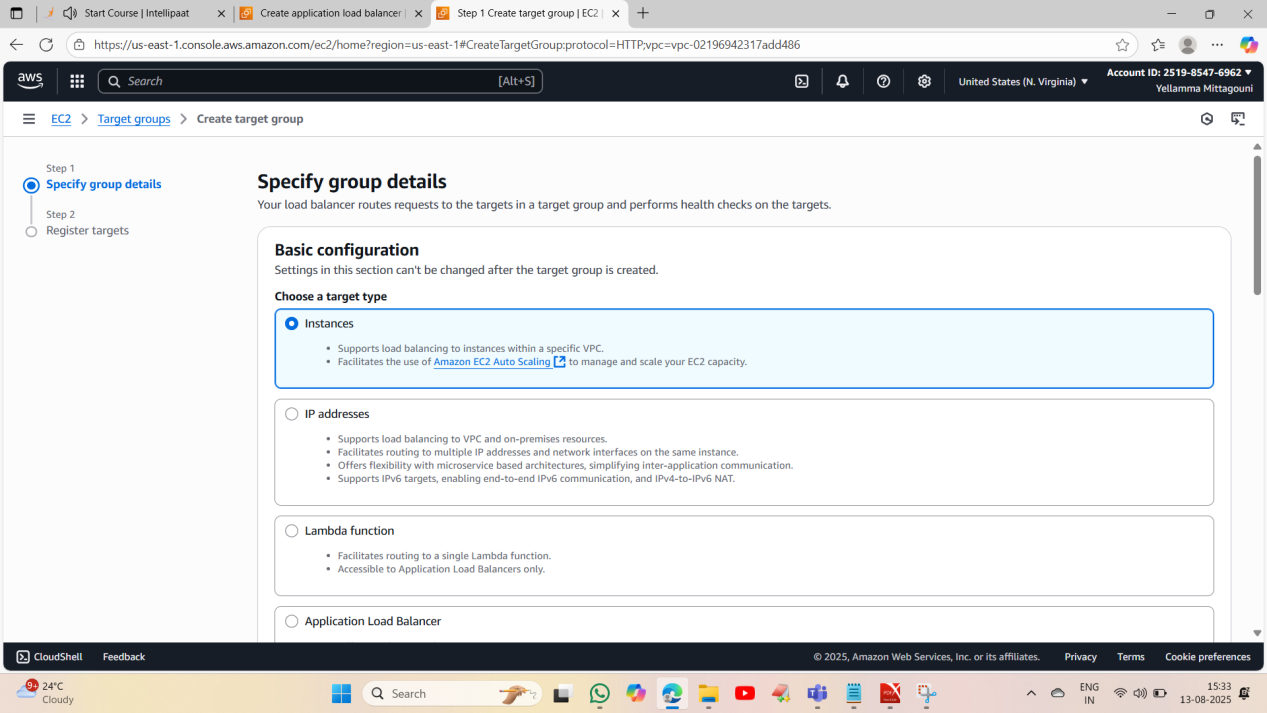 Start Course | Intellipaat
Create application load balancer |
Step 1 Create target group | EC2 |
https://us-east-1.console.aws.amazon.com/ec2/home?region=us-east-1#CreateTargetGroup:protocol=HTTP;vpc=vpc-02196942317add486
aws
Search
[Alt+S]
United States (N. Virginia)
Account ID: 2519-8547-6962
Yellamma Mittagouni
EC2
Target groups
Create target group
Step 1
Specify group details
Step 2
Register targets
Specify group details
Your load balancer routes requests to the targets in a target group and performs health checks on the targets.
Basic configuration
Settings in this section can't be changed after the target group is created.
Choose a target type
Instances
• Supports load balancing to instances within a specific VPC.
• Facilitates the use of Amazon EC2 Auto Scaling to manage and scale your EC2 capacity.
IP addresses
• Supports load balancing to VPC and on-premises resources.
• Facilitates routing to multiple IP addresses and network interfaces on the same instance.
• Offers flexibility with microservice based architectures, simplifying inter-application communication.
• Supports IPv6 targets, enabling end-to-end IPv6 communication, and IPv4-to-IPv6 NAT.
Lambda function
• Facilitates routing to a single Lambda function.
• Accessible to Application Load Balancers only.
Application Load Balancer
CloudShell
Feedback
© 2025, Amazon Web Services, Inc. or its affiliates.
Privacy
Terms
Cookie preferences
9+
24°C
Cloudy
Search
ENG
IN
15:33
13-08-2025